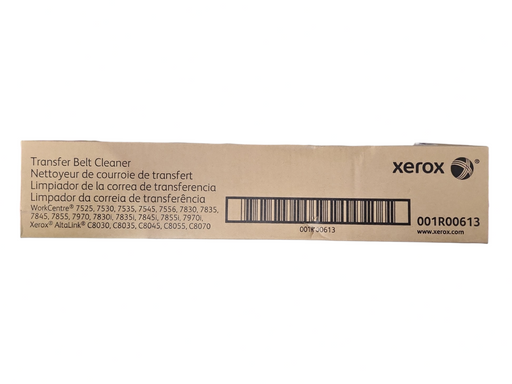 Transfer Belt Cleaner
Nettoyeur de courroie de transfert
Limpiador de la correa de transferencia
Limpador da correia de transferência
WorkCentre® 7525, 7530, 7535, 7545, 7556, 7830, 7835,
7845, 7855, 7970, 7830i, 7835i, 7845i, 7855i, 7970i,
Xerox® AltaLink® C8030, C8035, C8045, C8055, C8070
001R00613
xerox ®
001R00613
www.xerox.com